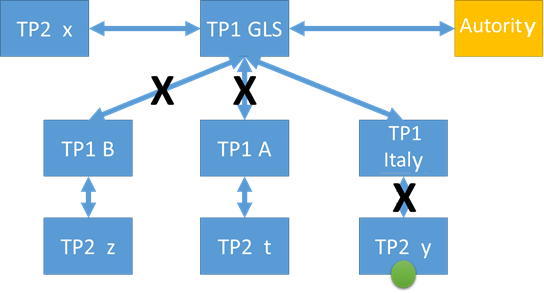 TP2 x
TP1 GLS
Autority
X
X
TP1 B
TP1 A
TP1
Italy
X
TP2 z
TP2 t
TP2 y